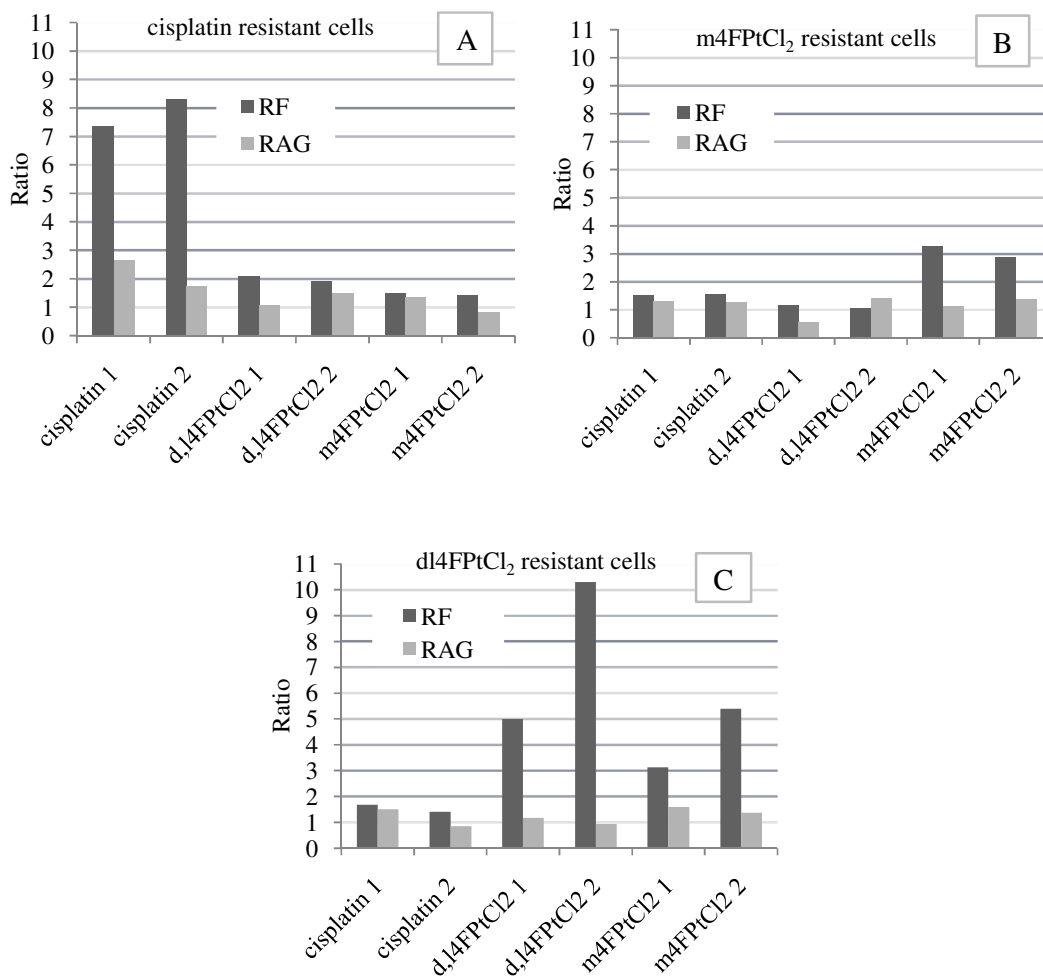 cisplatin resistant cells
A
11
10
9
8
7
6
5
4
3
2
1
0
Ratio
RF
RAG
cisplatin 1
cisplatin 2
d,l4FPtCl2 1
d,l4FPtCl2 2
m4FPtCl2 1
m4FPtCl2 2
m4FPtCl₂ resistant cells
B
11
10
9
8
7
6
5
4
3
2
1
0
Ratio
RF
RAG
cisplatin 1
cisplatin 2
d,l4FPtCl2 1
d,l4FPtCl2 2
m4FPtCl2 1
m4FPtCl2 2
dl4FPtCl₂ resistant cells
C
11
10
9
8
7
6
5
4
3
2
1
0
Ratio
RF
RAG
cisplatin 1
cisplatin 2
d,l4FPtCl2 1
d,l4FPtCl2 2
m4FPtCl2 1
m4FPtCl2 2